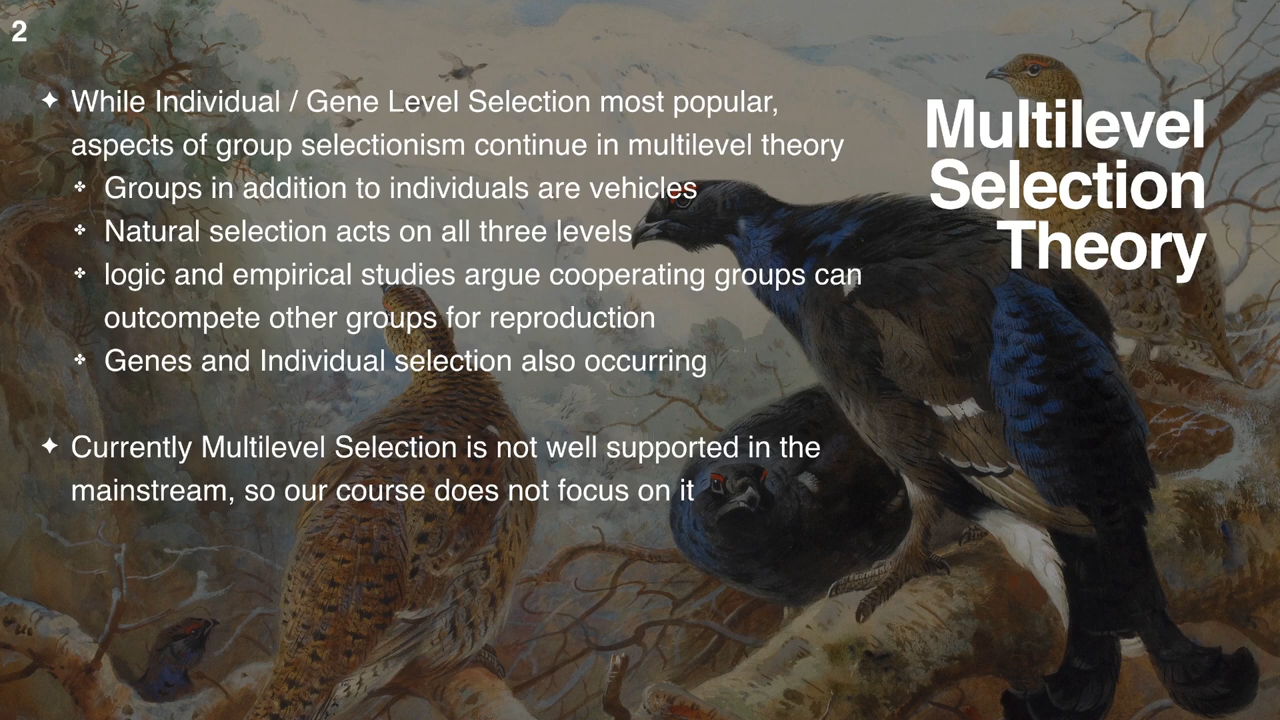 2
While Individual / Gene Level Selection most popular,
aspects of group selectionism continue in multilevel theory
Groups in addition to individuals are vehicles
Natural selection acts on all three levels
logic and empirical studies argue cooperating groups can
outcompete other groups for reproduction
Genes and Individual selection also occurring
Currently Multilevel Selection is not well supported in the
mainstream, so our course does not focus on it
Multilevel
Selection
Theory